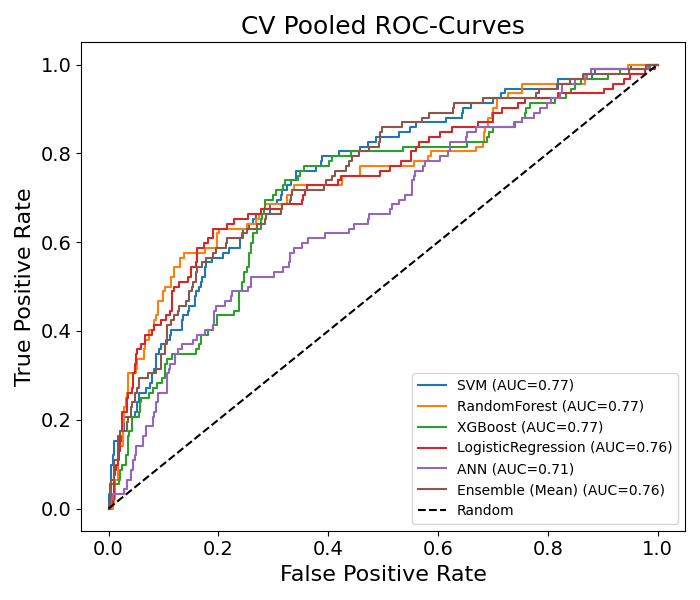 CV Pooled ROC-Curves
True Positive Rate
1.0
0.8
0.6
0.4
0.2
0.0
SVM (AUC=0.77)
RandomForest (AUC=0.77)
XGBoost (AUC=0.77)
LogisticRegression (AUC=0.76)
ANN (AUC=0.71)
Ensemble (Mean) (AUC=0.76)
Random
0.0 0.2 0.4 0.6 0.8 1.0
False Positive Rate